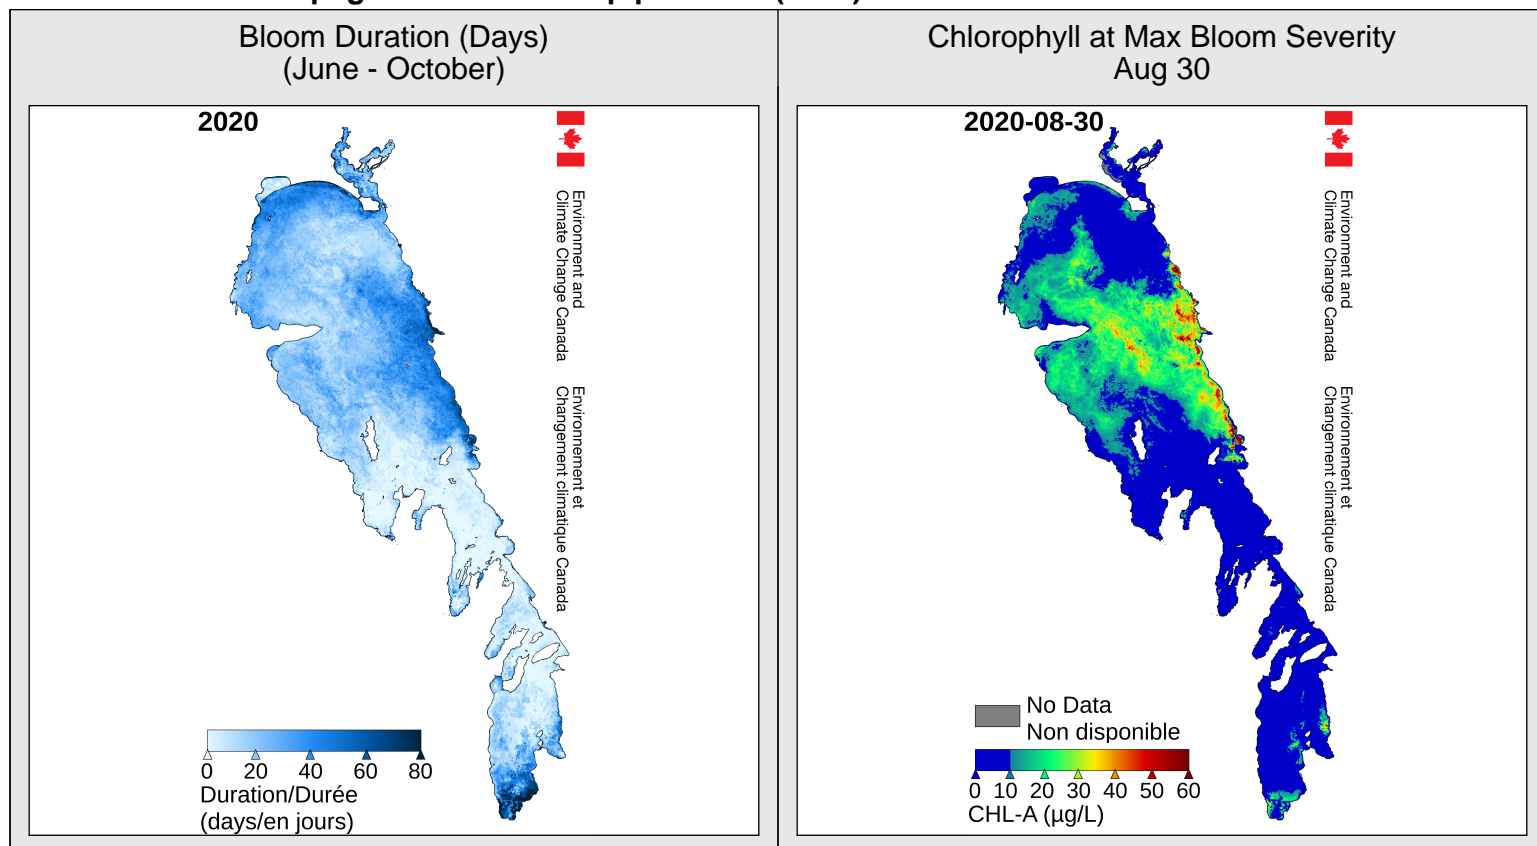 Bloom Duration (Days)
(June - October)
2020
Environment and
Climate Change Canada
Environnement et
Changement climatique Canada
0 20 40 60 80
Duration/Durée
(days/en jours)
Chlorophyll at Max Bloom Severity
Aug 30
2020-08-30
Environment and
Climate Change Canada
Environnement et
Changement climatique Canada
No Data
Non disponible
0 10 20 30 40 50 60
CHL-A (µg/L)